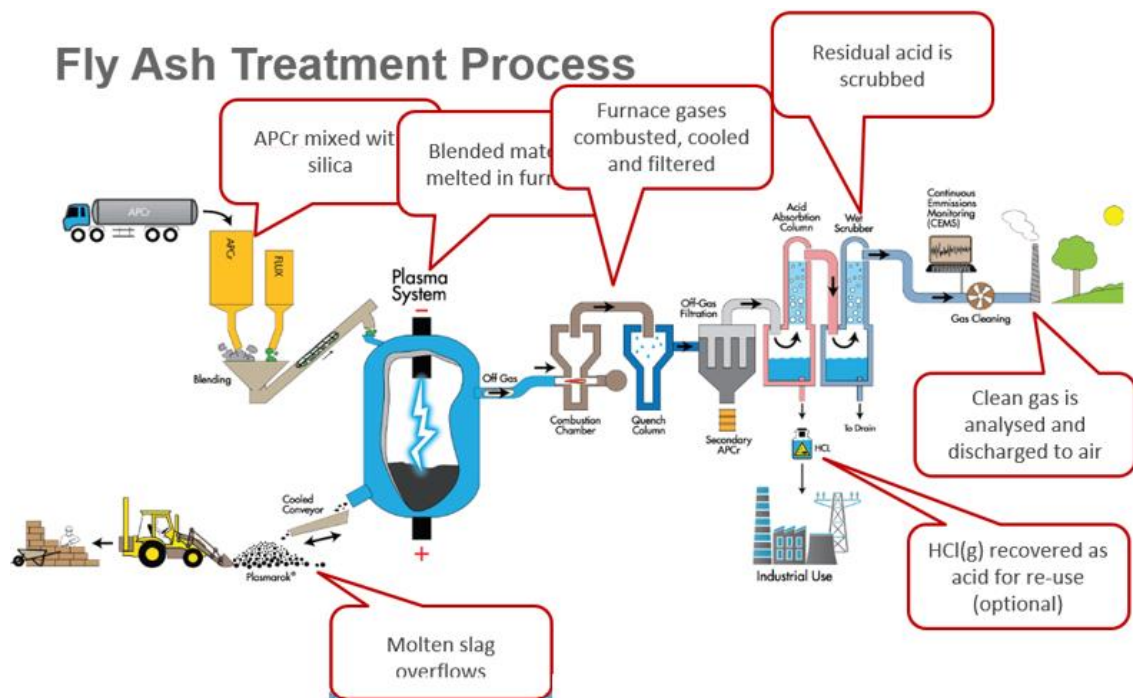 Fly Ash Treatment Process
APCr mixed wit
silica
Blended mate
melted in furn
Furnace gases
combusted, cooled
and filtered
Residual acid is
scrubbed
APCr
APCr
FLUX
Blending
Plasma
System
−
+
Off Gas
Combustion
Chamber
Quench
Column
Off-Gas
Filtration
Secondary
APCr
Acid
Absorbtion
Column
Wet
Scrubber
Continuous
Emmissions
Monitoring
(CEMS)
Gas Cleaning
To Drain
HCL
Industrial Use
Clean gas is
analysed and
discharged to air
HCl(g) recovered as
acid for re-use
(optional)
Cooled
Conveyor
Plasmarok®
Molten slag
overflows